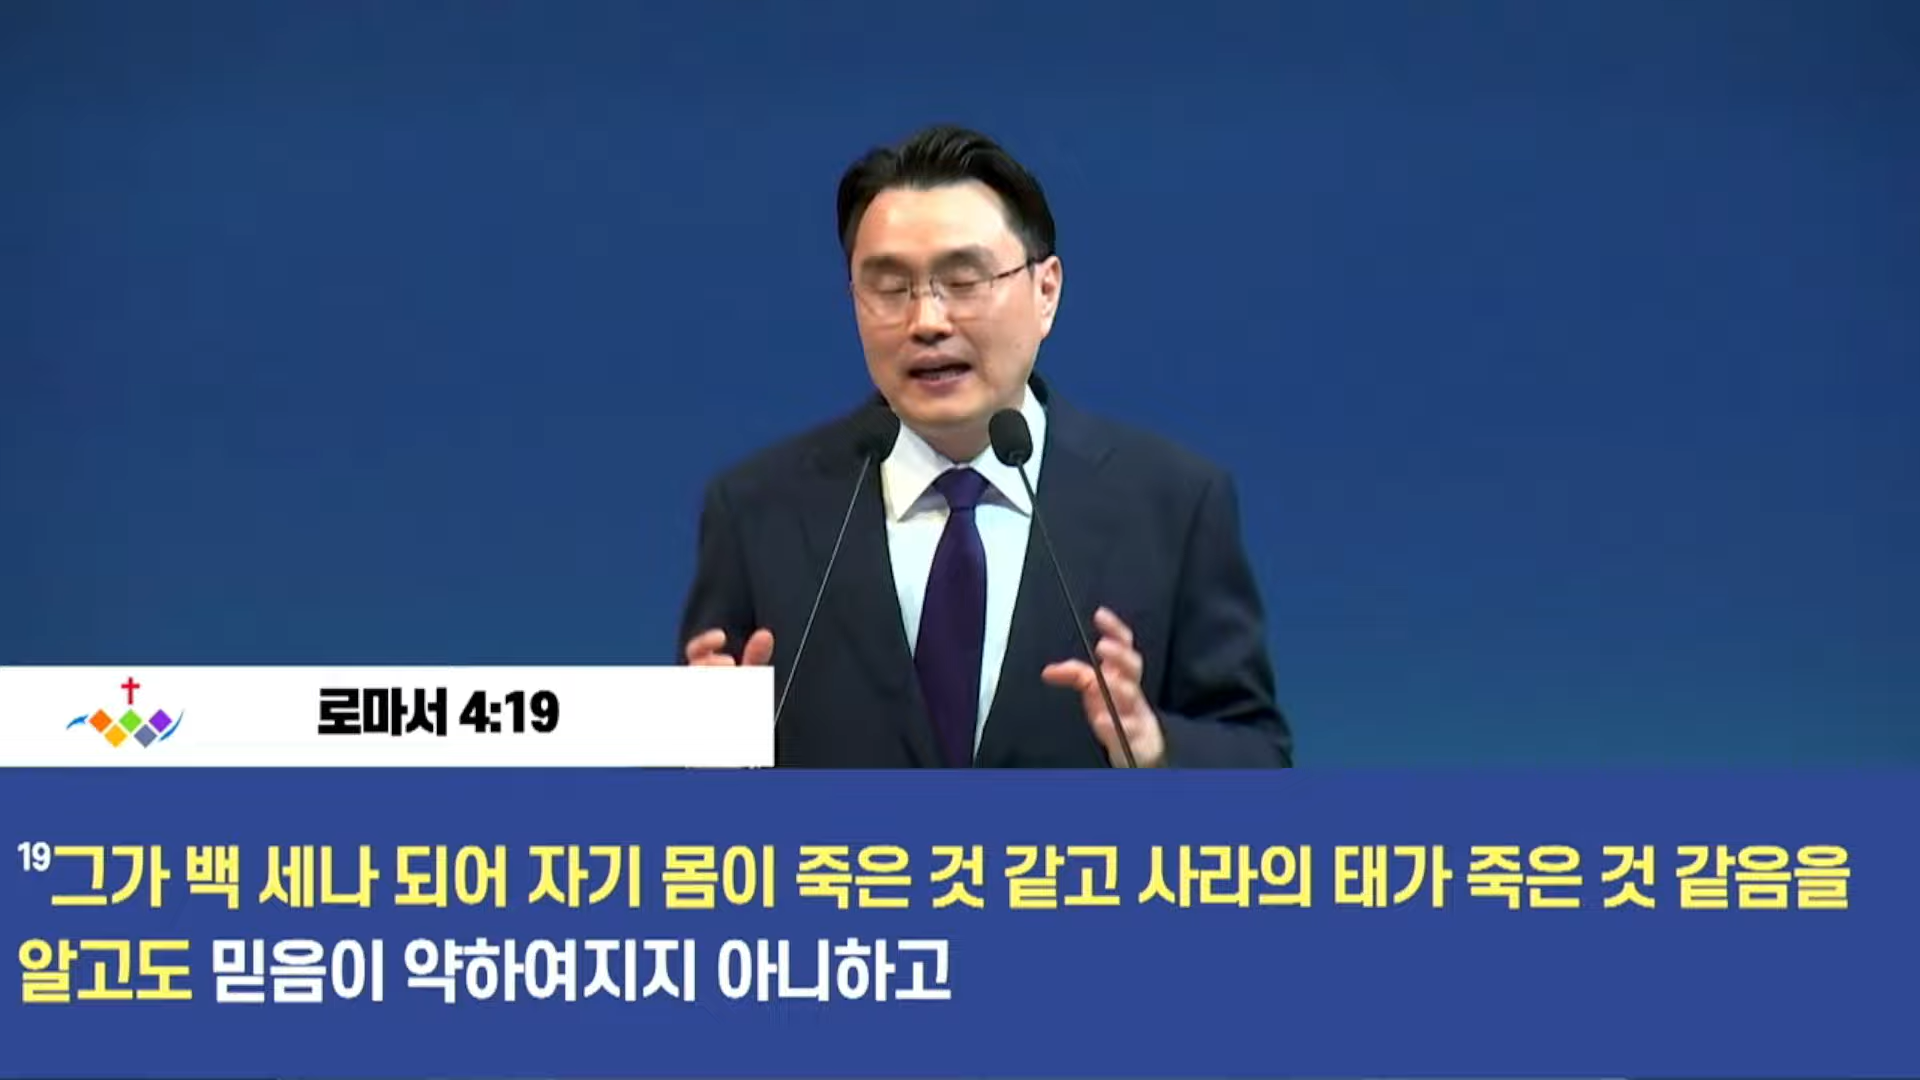 로마서 4:19
19그가 백 세나 되어 자기 몸이 죽은 것 같고 사라의 태가 죽은 것 같음을
알고도 믿음이 약하여지지 아니하고